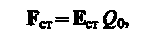 𝐅ст = 𝐄ст Q₀,